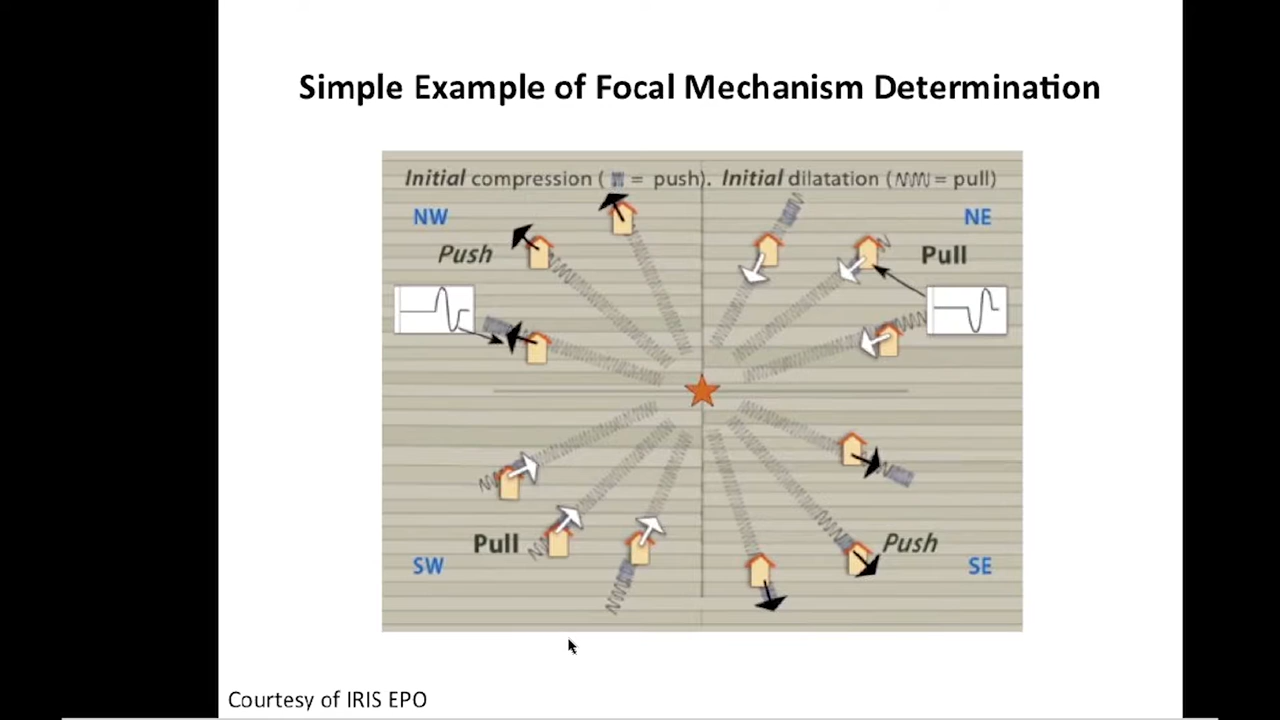 Simple Example of Focal Mechanism Determination
Initial compression ( = push). Initial dilatation ( = pull)
NW
NE
Push
Pull
Pull
Push
SW
SE
Courtesy of IRIS EPO